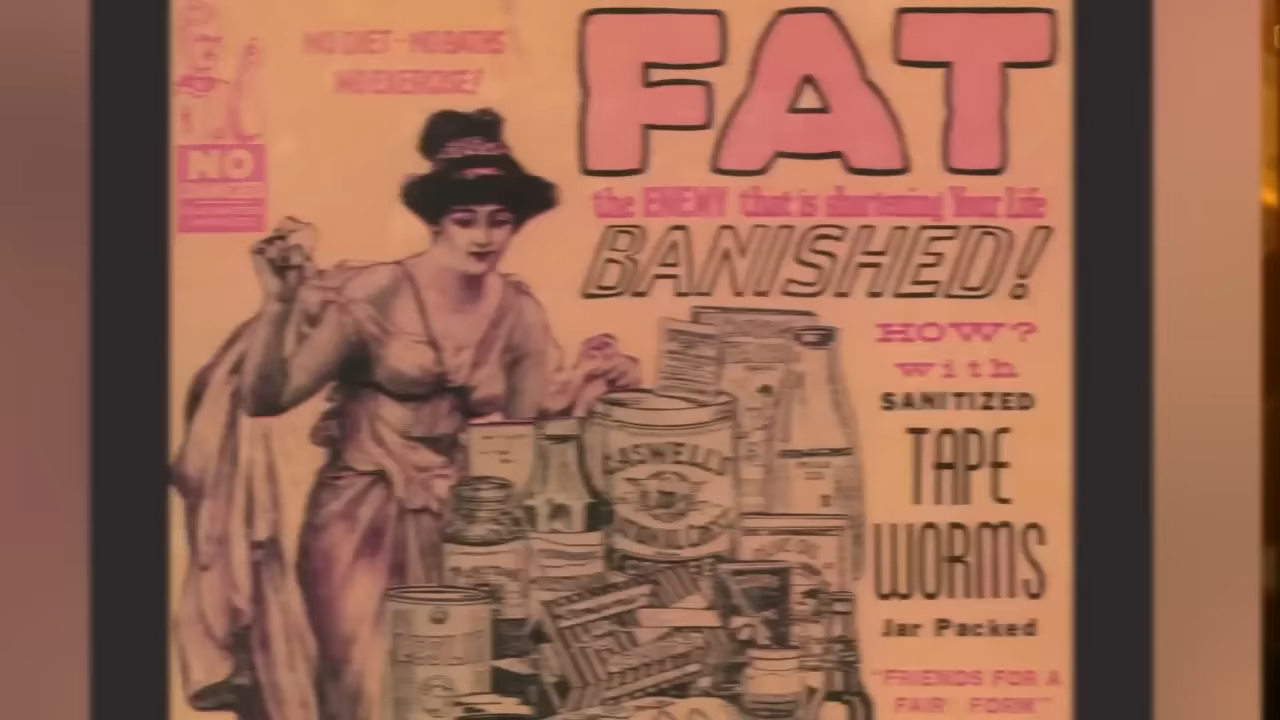 NO DIET - NO BATHS
NO EXERCISE!
FAT
NO
the ENEMY that is shortening Your Life
BANISHED!
HOW?
with
SANITIZED
TAPE
WORMS
Jar Packed
"FRIENDS FOR A
FAIR FORM"